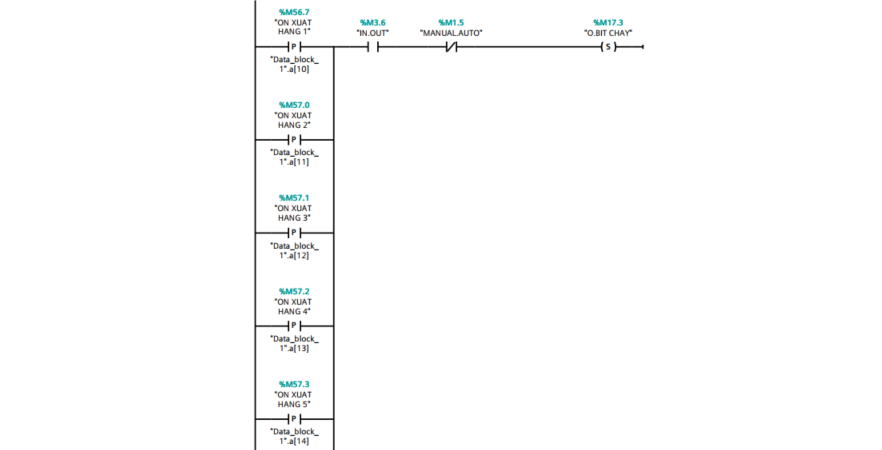 %M56.7
"ON XUAT
HANG 1"
P
"Data_block_
1".a[10]
%M3.6
"IN.OUT"
%M1.5
"MANUAL.AUTO"
%M17.3
"O.BIT CHAY"
S
%M57.0
"ON XUAT
HANG 2"
P
"Data_block_
1".a[11]
%M57.1
"ON XUAT
HANG 3"
P
"Data_block_
1".a[12]
%M57.2
"ON XUAT
HANG 4"
P
"Data_block_
1".a[13]
%M57.3
"ON XUAT
HANG 5"
P
"Data_block_
1".a[14]